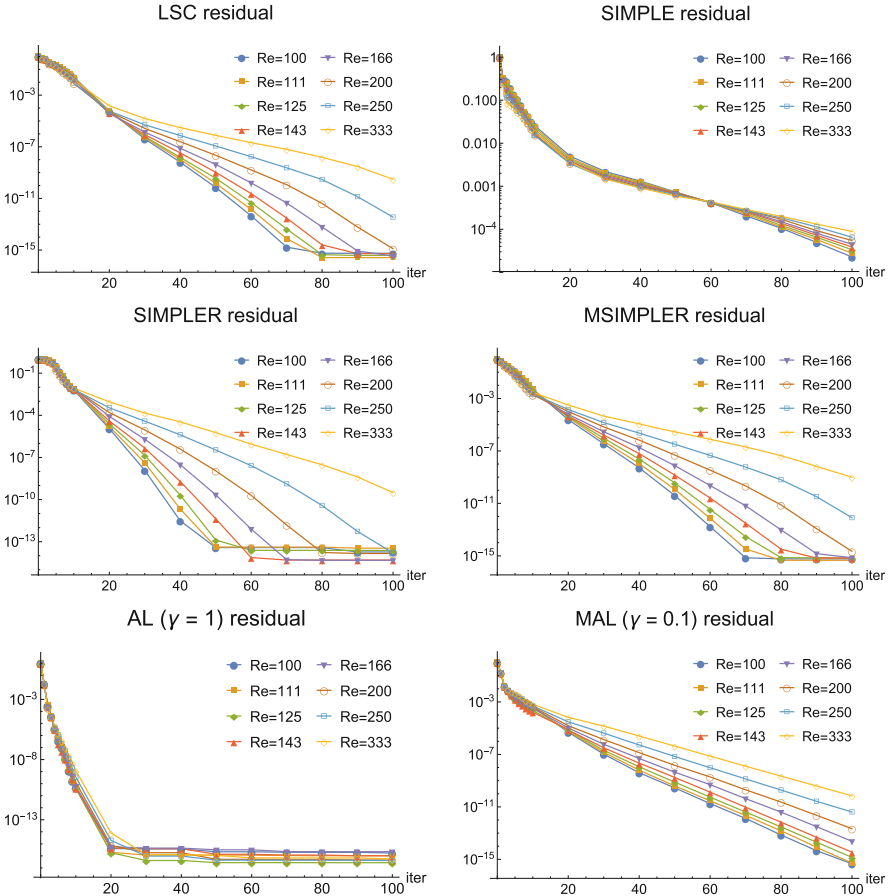 LSC residual
Re=100 Re=166
Re=111 Re=200
Re=125 Re=250
Re=143 Re=333
10⁻³
10⁻⁷
10⁻¹¹
10⁻¹⁵
20 40 60 80 100 iter
SIMPLE residual
Re=100 Re=166
Re=111 Re=200
Re=125 Re=250
Re=143 Re=333
1
0.100
0.010
0.001
10⁻⁴
20 40 60 80 100 iter
SIMPLER residual
Re=100 Re=166
Re=111 Re=200
Re=125 Re=250
Re=143 Re=333
10⁻¹
10⁻⁴
10⁻⁷
10⁻¹⁰
10⁻¹³
20 40 60 80 100 iter
MSIMPLER residual
Re=100 Re=166
Re=111 Re=200
Re=125 Re=250
Re=143 Re=333
10⁻³
10⁻⁷
10⁻¹¹
10⁻¹⁵
20 40 60 80 100 iter
AL (γ = 1) residual
Re=100 Re=166
Re=111 Re=200
Re=125 Re=250
Re=143 Re=333
10⁻³
10⁻⁸
10⁻¹³
20 40 60 80 100 iter
MAL (γ = 0.1) residual
Re=100 Re=166
Re=111 Re=200
Re=125 Re=250
Re=143 Re=333
10⁻³
10⁻⁷
10⁻¹¹
10⁻¹⁵
20 40 60 80 100 iter